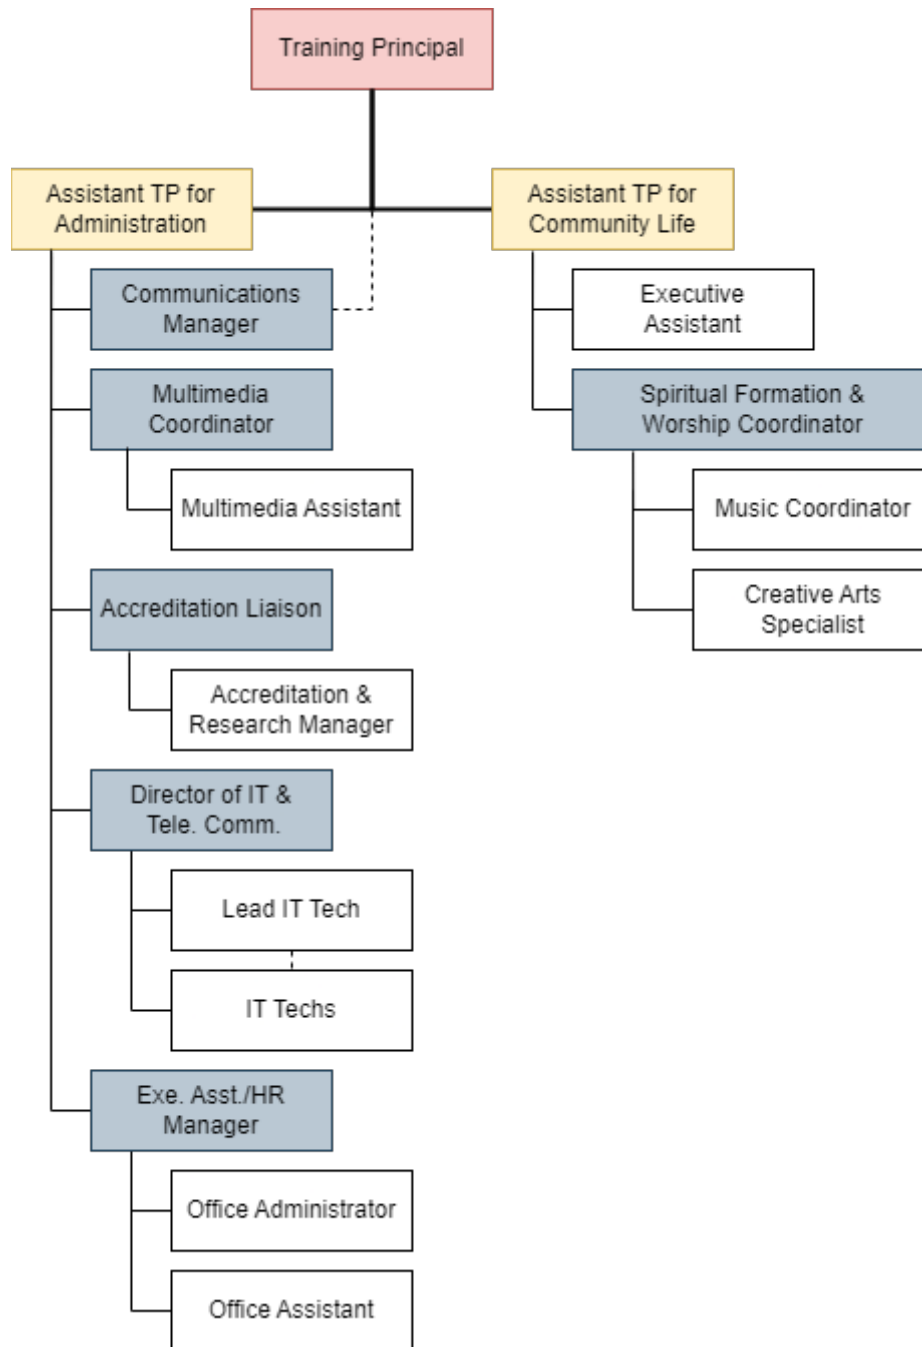 Training Principal
Assistant TP for
Administration
Assistant TP for
Community Life
Communications
Manager
Executive
Assistant
Multimedia
Coordinator
Spiritual Formation &
Worship Coordinator
Multimedia Assistant
Music Coordinator
Accreditation Liaison
Creative Arts
Specialist
Accreditation &
Research Manager
Director of IT &
Tele. Comm.
Lead IT Tech
IT Techs
Exe. Asst./HR
Manager
Office Administrator
Office Assistant